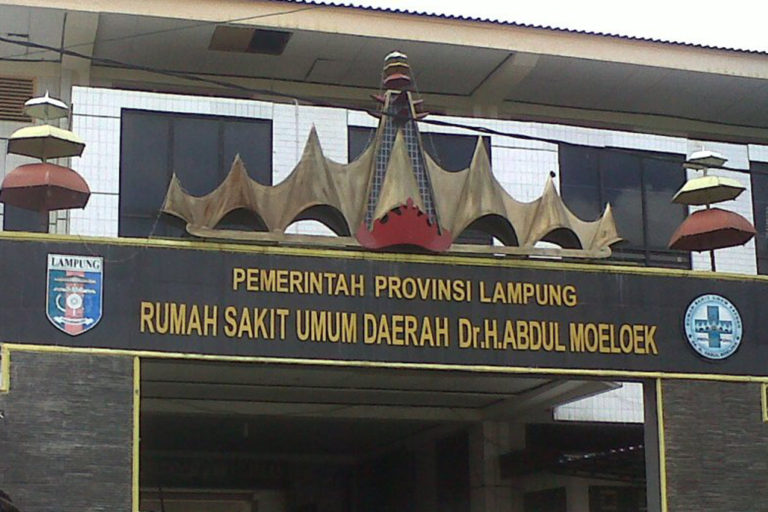 LAMPUNG
PEMERINTAH PROVINSI LAMPUNG
RUMAH SAKIT UMUM DAERAH Dr.H.ABDUL MOELOEK